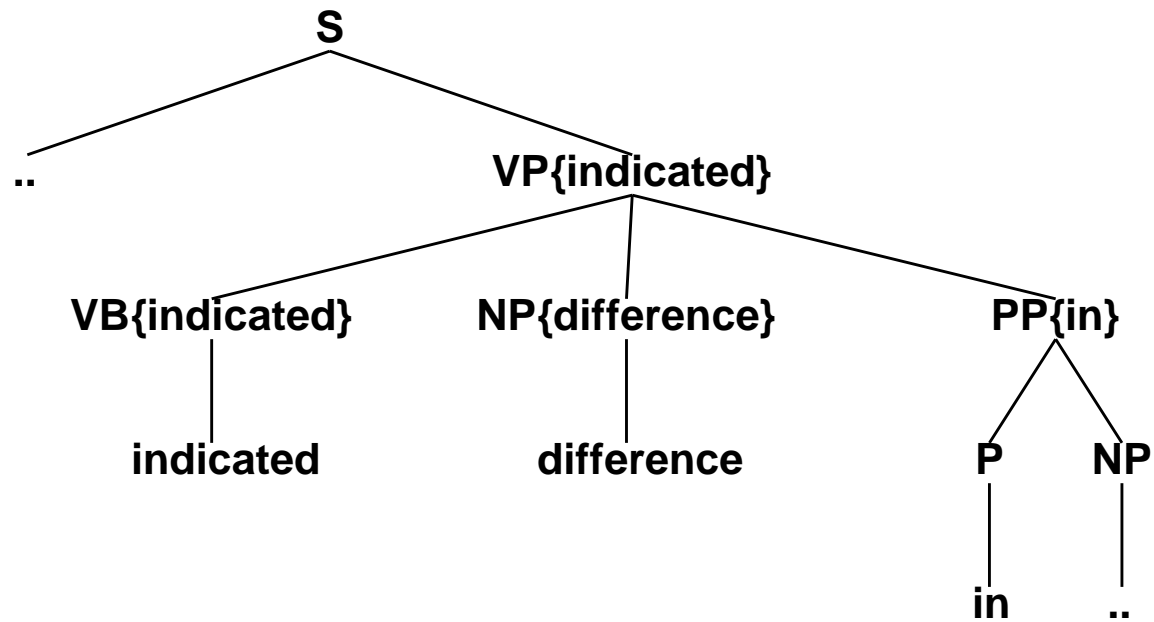 S
.. VP{indicated}
VB{indicated} NP{difference} PP{in}
indicated difference P NP
in ..